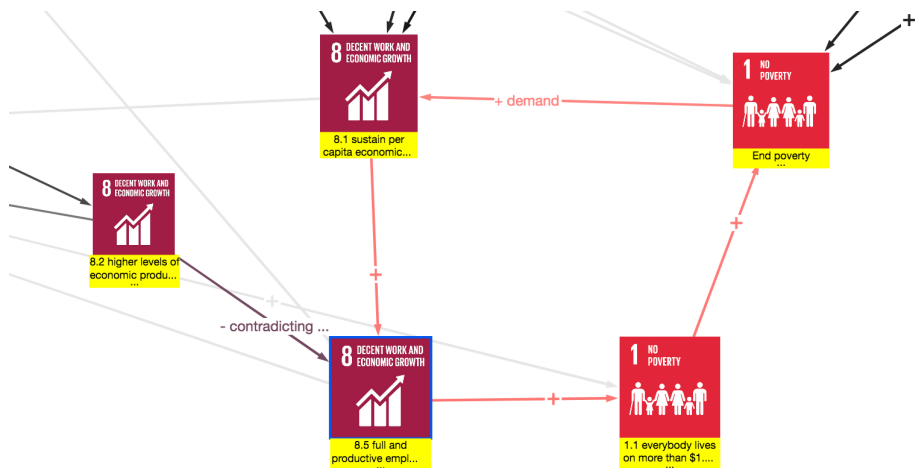 +
8 DECENT WORK AND
ECONOMIC GROWTH
8.1 sustain per
capita economic...
+ demand
1 NO
POVERTY
End poverty
...
8 DECENT WORK AND
ECONOMIC GROWTH
8.2 higher levels of
economic produ...
...
+
+
+
- contradicting ...
8 DECENT WORK AND
ECONOMIC GROWTH
8.5 full and
productive empl...
...
+
1 NO
POVERTY
1.1 everybody lives
on more than $1....
...